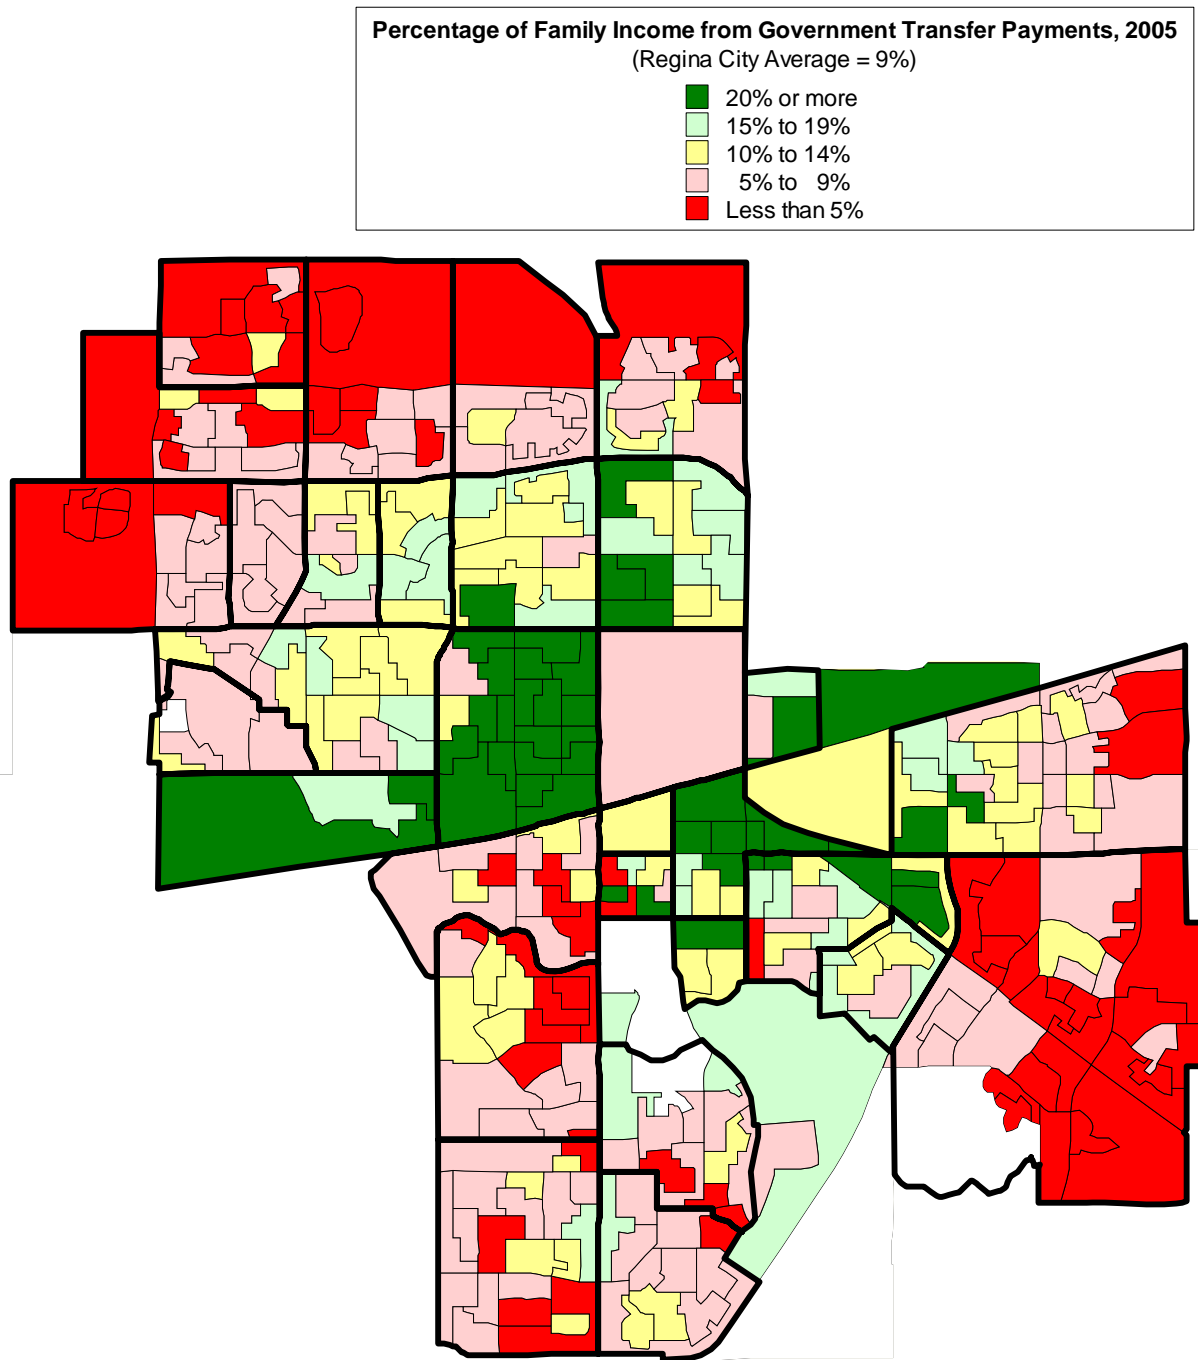 Percentage of Family Income from Government Transfer Payments, 2005
(Regina City Average = 9%)
20% or more
15% to 19%
10% to 14%
5% to 9%
Less than 5%